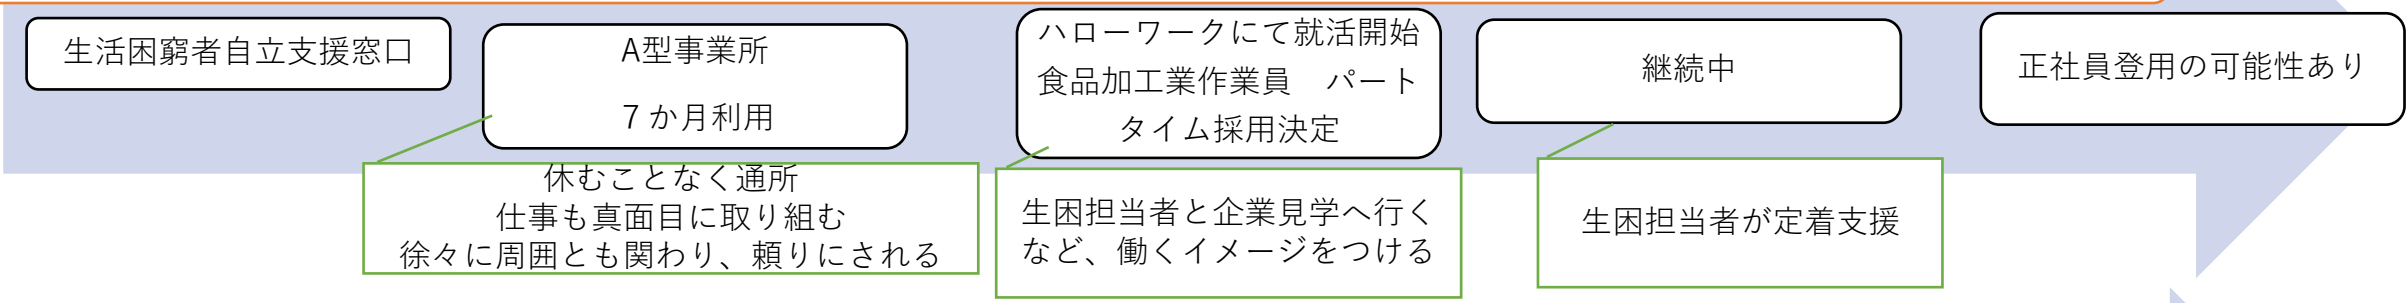 生活困窮者自立支援窓口
A型事業所
７か月利用
ハローワークにて就活開始
食品加工業作業員　パート
タイム採用決定
継続中
正社員登用の可能性あり
休むことなく通所
仕事も真面目に取り組む
徐々に周囲とも関わり、頼りにされる
生困担当者と企業見学へ行く
など、働くイメージをつける
生困担当者が定着支援